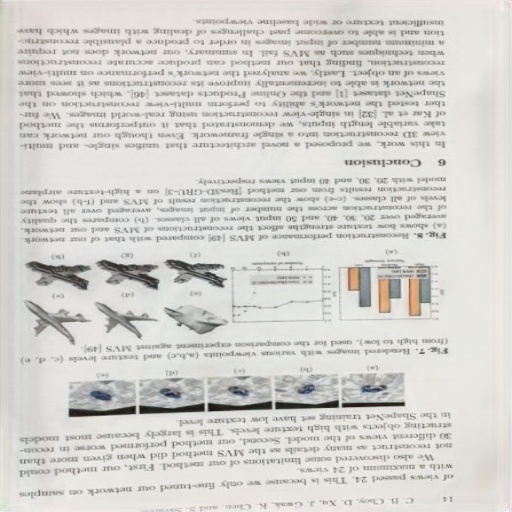 14
C. B. Choy, D. Xu, J. Gwak, K. Chen, and S. Savarese
of views passed 24. This is because we only fine-tuned our network on samples
with a maximum of 24 views.
We also discovered some limitations of our method. First, our method could
not reconstruct as many details as the MVS method did when given more than
30 different views of the model. Second, our method performed worse in recon-
structing objects with high texture levels. This is largely because most models
in the ShapeNet training set have low texture level.
(a)
(b)
(c)
(d)
(e)
Fig. 7. Rendered images with various viewpoints (a,b,c) and texture levels (c, d, e)
(from high to low), used for the comparison experiment against MVS [49].
(a)
(b)
(c)
(d)
(e)
(f)
(g)
(h)
Fig. 8. Reconstruction performance of MVS [49] compared with that of our network.
(a) shows how texture strengths affect the reconstructions of MVS and our network,
averaged over 20, 30, 40, and 50 input views of all classes. (b) compares the quality
of the reconstruction across the number of input images, averaged over all texture
levels of all classes. (c-e) show the reconstruction result of MVS and (f-h) show the
reconstruction results from our method [Res3D-GRU-3] on a high-texture airplane
model with 20, 30, and 40 input views respectively.
6 Conclusion
In this work, we proposed a novel architecture that unifies single- and multi-
view 3D reconstruction into a single framework. Even though our network can
take variable length inputs, we demonstrated that it outperforms the method
of Kar et al. [32] in single-view reconstruction using real-world images. We fur-
ther tested the network's ability to perform multi-view reconstruction on the
ShapeNet dataset [1] and the Online Products dataset [46], which showed that
the network is able to incrementally improve its reconstructions as it sees more
views of an object. Lastly, we analyzed the network's performance on multi-view
reconstruction, finding that our method can produce accurate reconstructions
when techniques such as MVS fail. In summary, our network does not require
a minimum number of input images in order to produce a plausible reconstruc-
tion and is able to overcome past challenges of dealing with images which have
insufficient texture or wide baseline viewpoints.